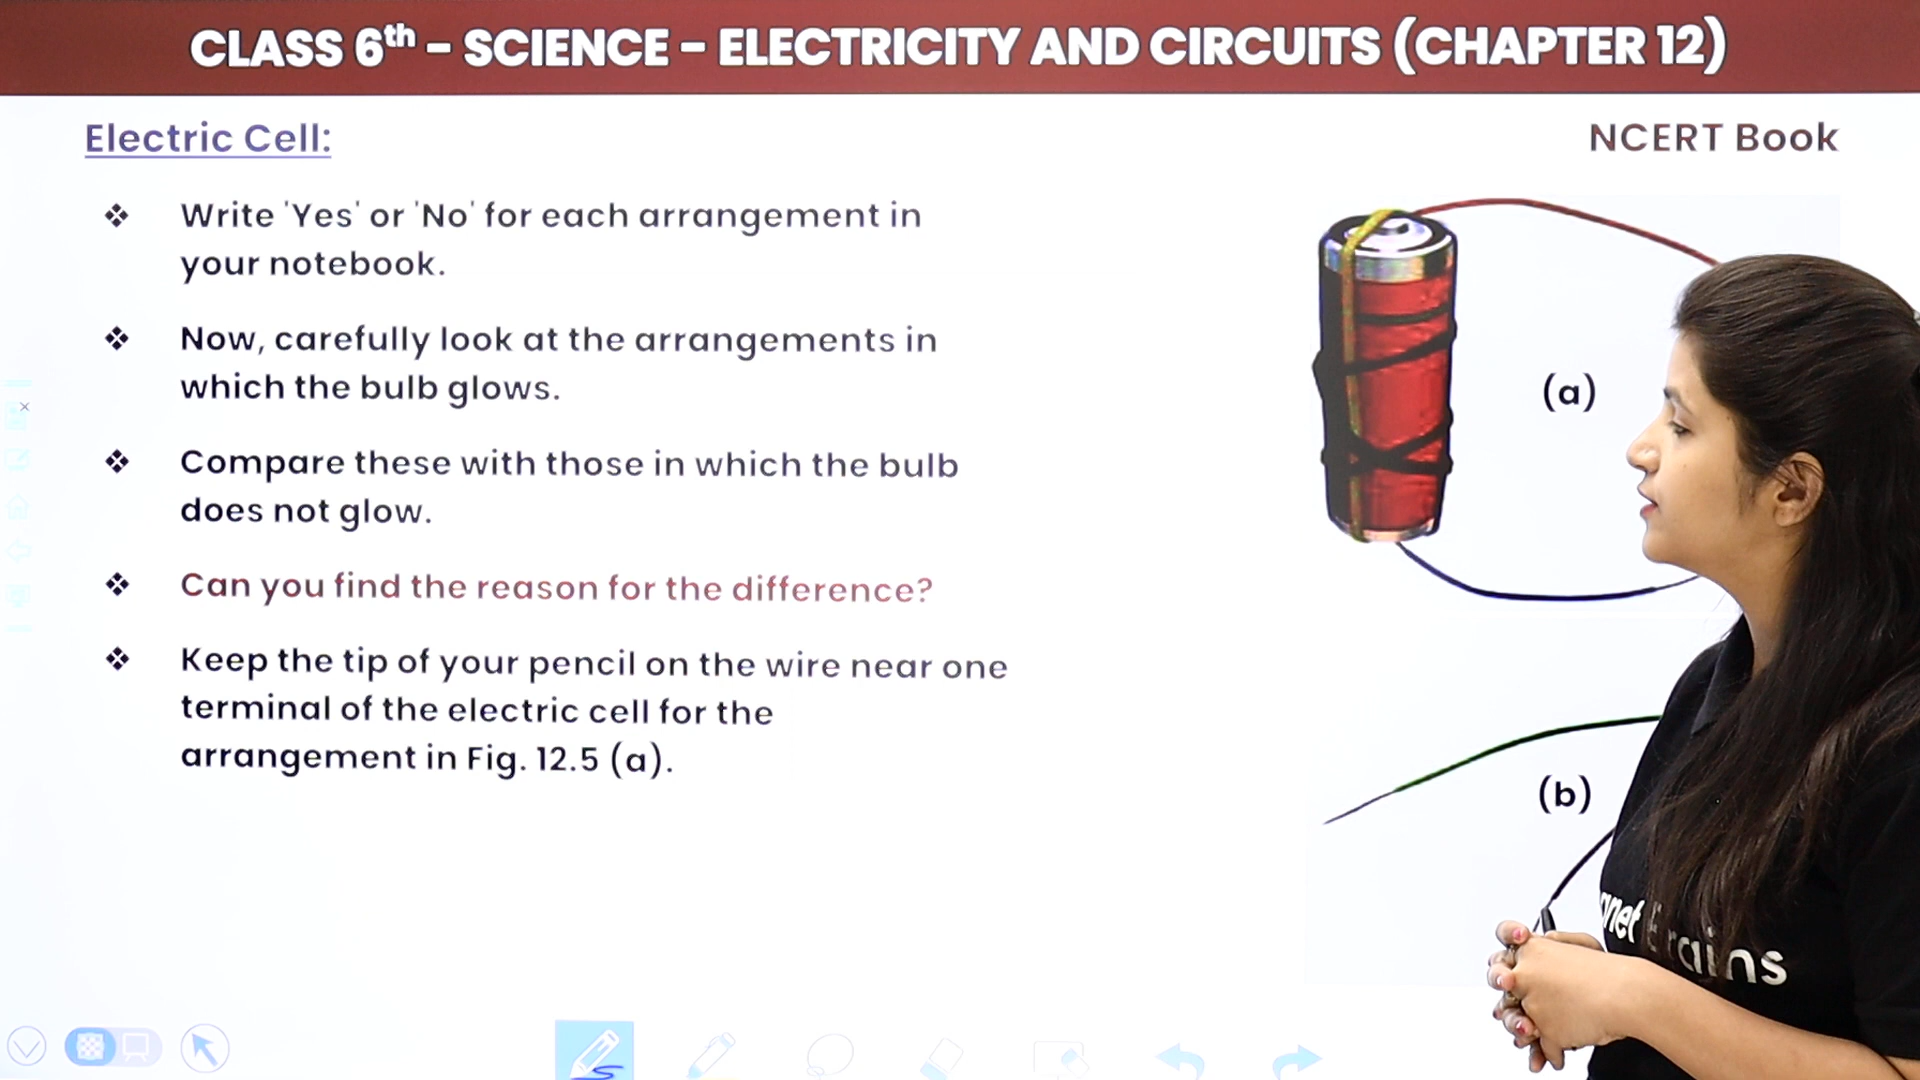 CLASS 6th - SCIENCE - ELECTRICITY AND CIRCUITS (CHAPTER 12)
Electric Cell:
NCERT Book
❖ Write 'Yes' or 'No' for each arrangement in
your notebook.
❖ Now, carefully look at the arrangements in
which the bulb glows.
❖ Compare these with those in which the bulb
does not glow.
❖ Can you find the reason for the difference?
❖ Keep the tip of your pencil on the wire near one
terminal of the electric cell for the
arrangement in Fig. 12.5 (a).
(a)
(b)